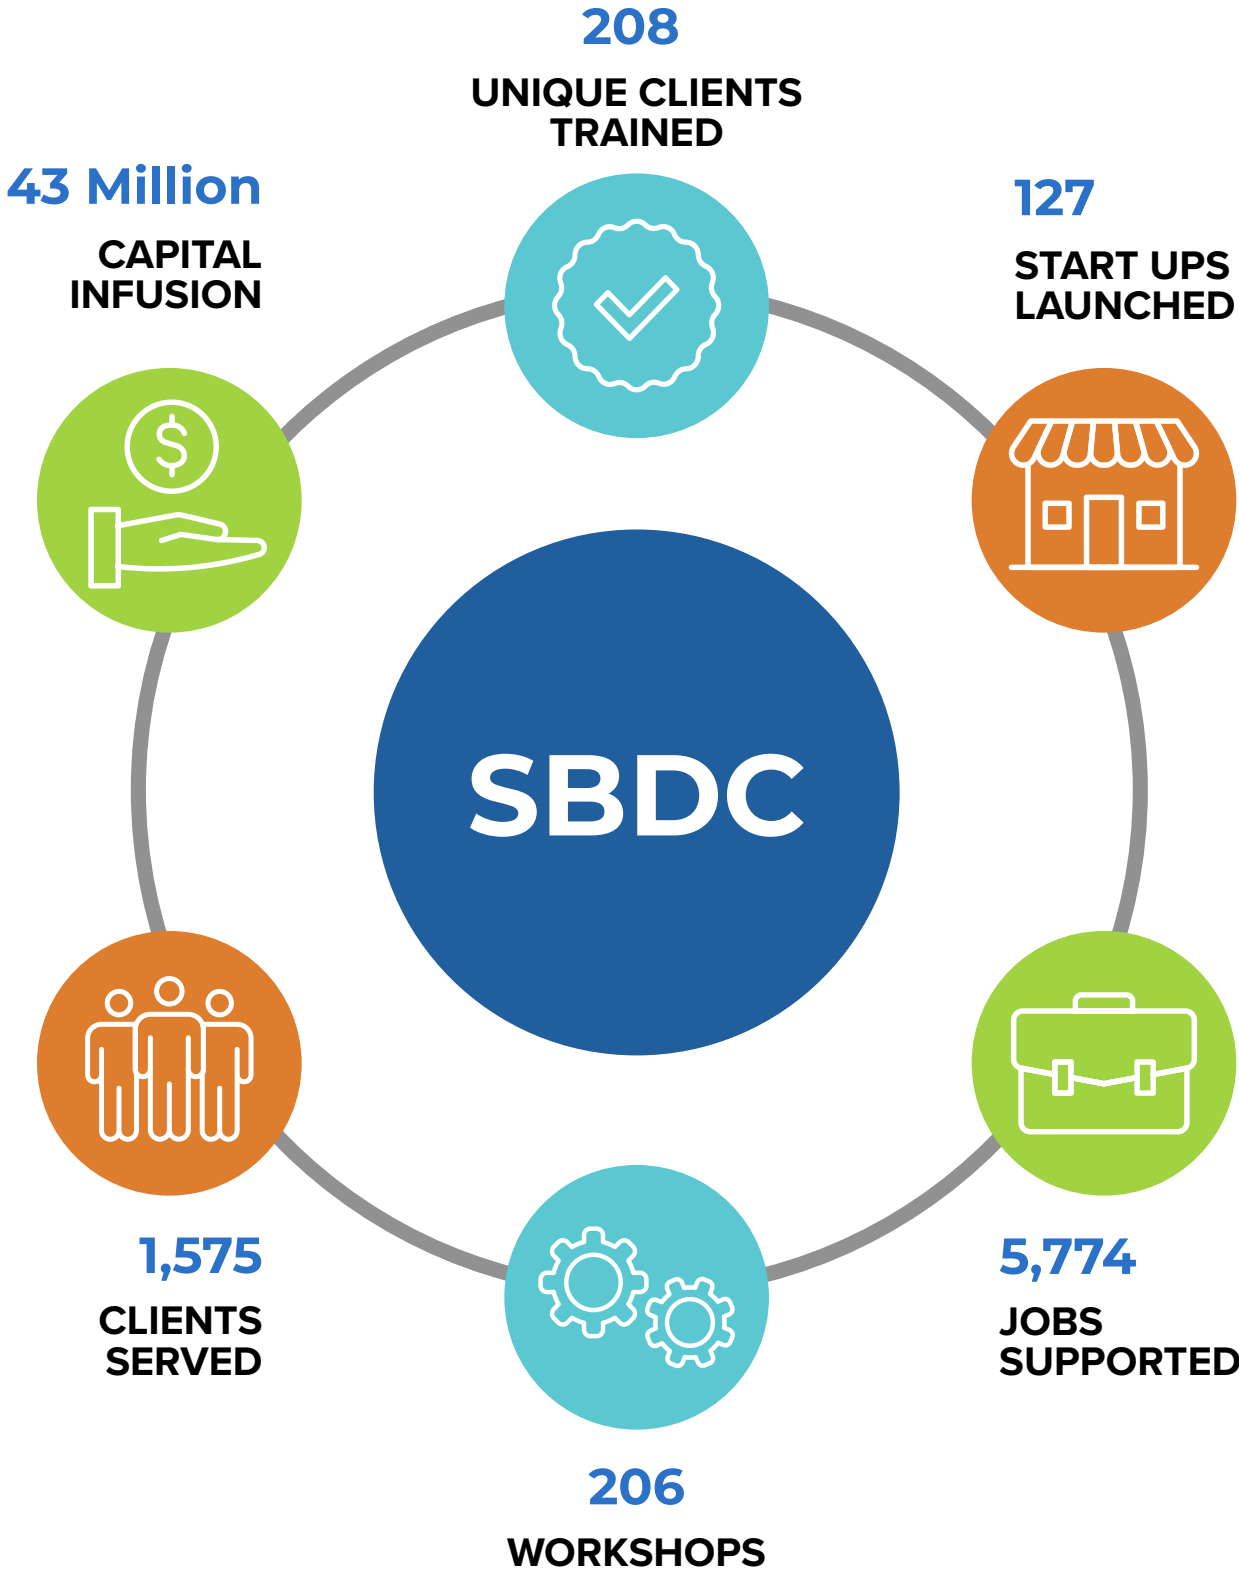 208
UNIQUE CLIENTS
TRAINED
43 Million
CAPITAL
INFUSION
127
START UPS
LAUNCHED
$
SBDC
1,575
CLIENTS
SERVED
5,774
JOBS
SUPPORTED
206
WORKSHOPS